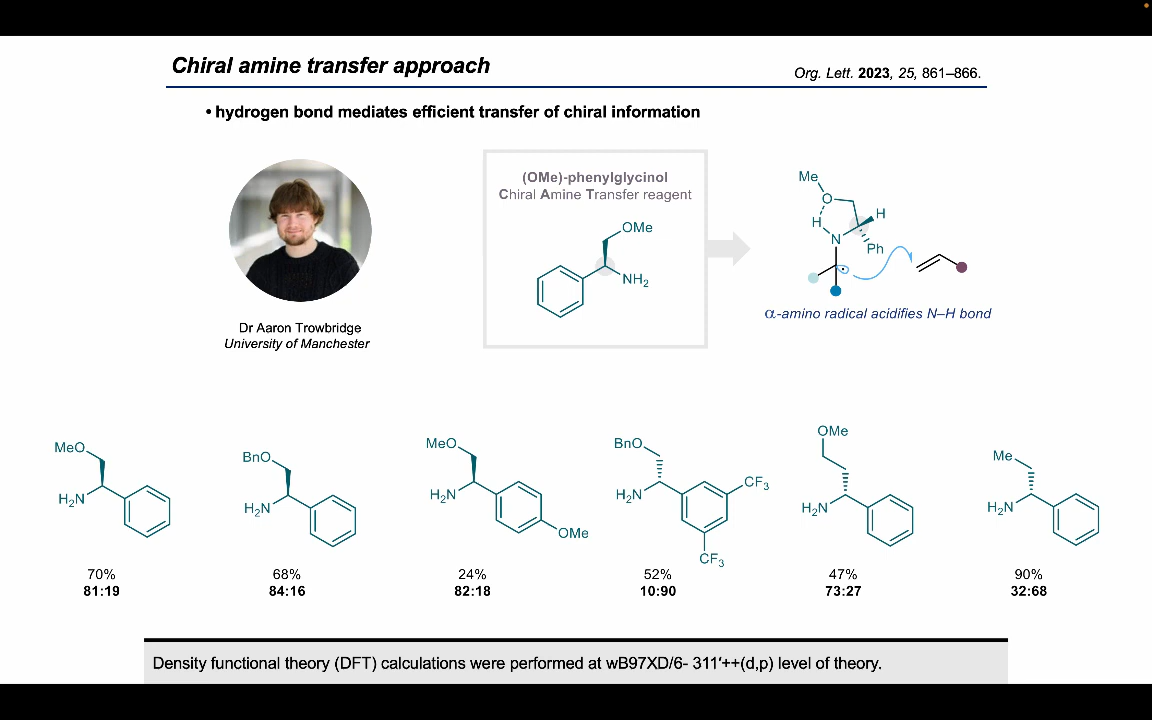 Chiral amine transfer approach
Org. Lett. 2023, 25, 861–866.
• hydrogen bond mediates efficient transfer of chiral information
Dr Aaron Trowbridge
University of Manchester
(OMe)-phenylglycinol
Chiral Amine Transfer reagent
OMe
NH2
Me
O
H
H
N
Ph
α-amino radical acidifies N–H bond
MeO
H2N
70%
81:19
BnO
H2N
68%
84:16
MeO
H2N
OMe
24%
82:18
BnO
H2N
CF3
CF3
52%
10:90
OMe
H2N
47%
73:27
Me
H2N
90%
32:68
Density functional theory (DFT) calculations were performed at wB97XD/6- 311′++(d,p) level of theory.